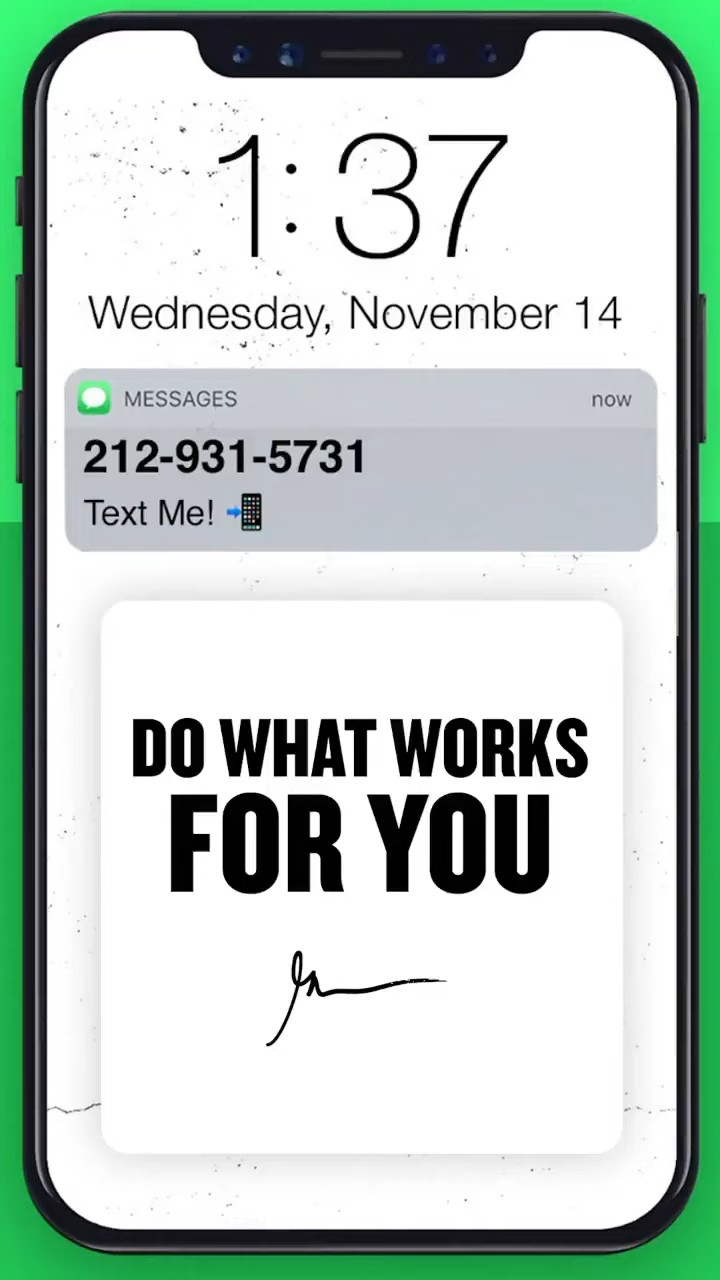 1:37
Wednesday, November 14
MESSAGES now
212-931-5731
Text Me! 📲
DO WHAT WORKS
FOR YOU